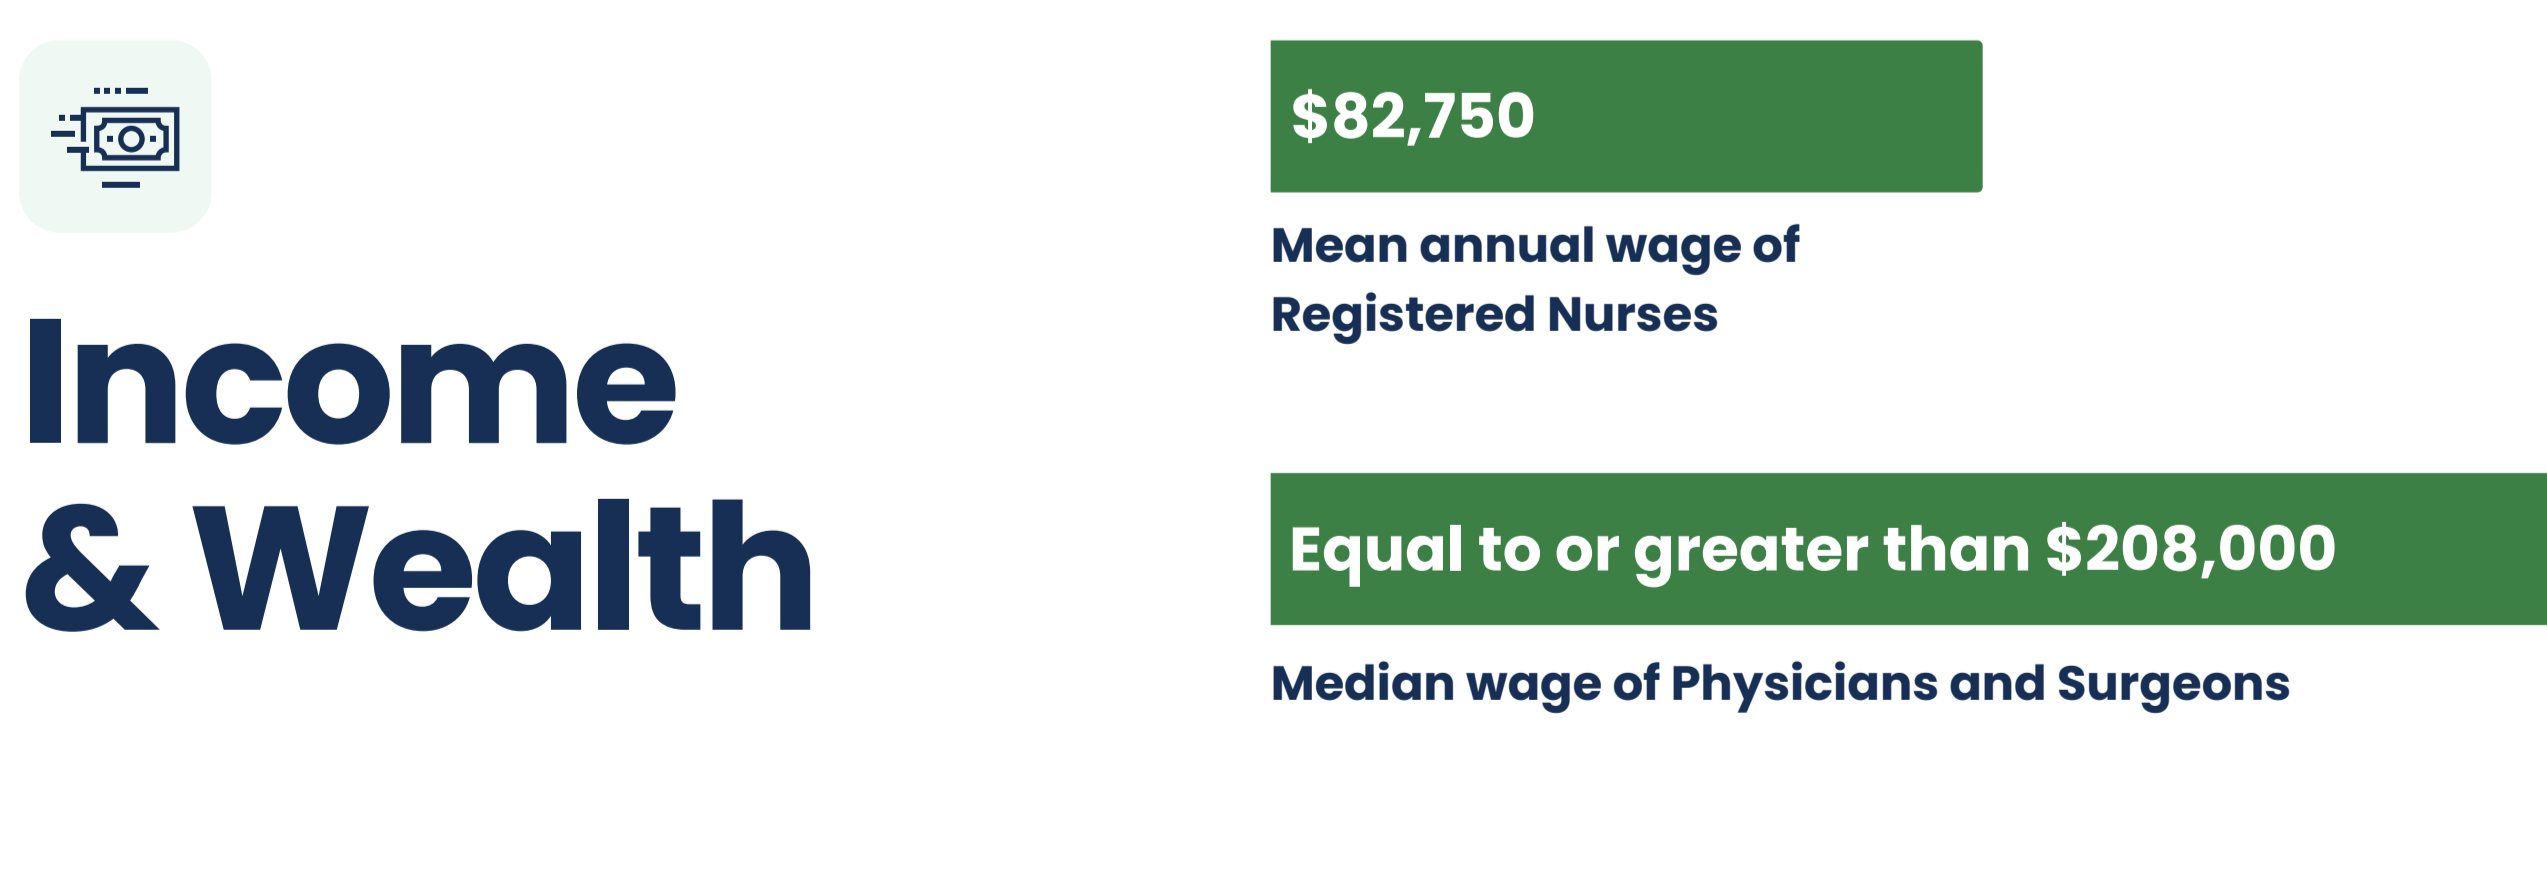 Income
& Wealth
$82,750
Mean annual wage of
Registered Nurses
Equal to or greater than $208,000
Median wage of Physicians and Surgeons